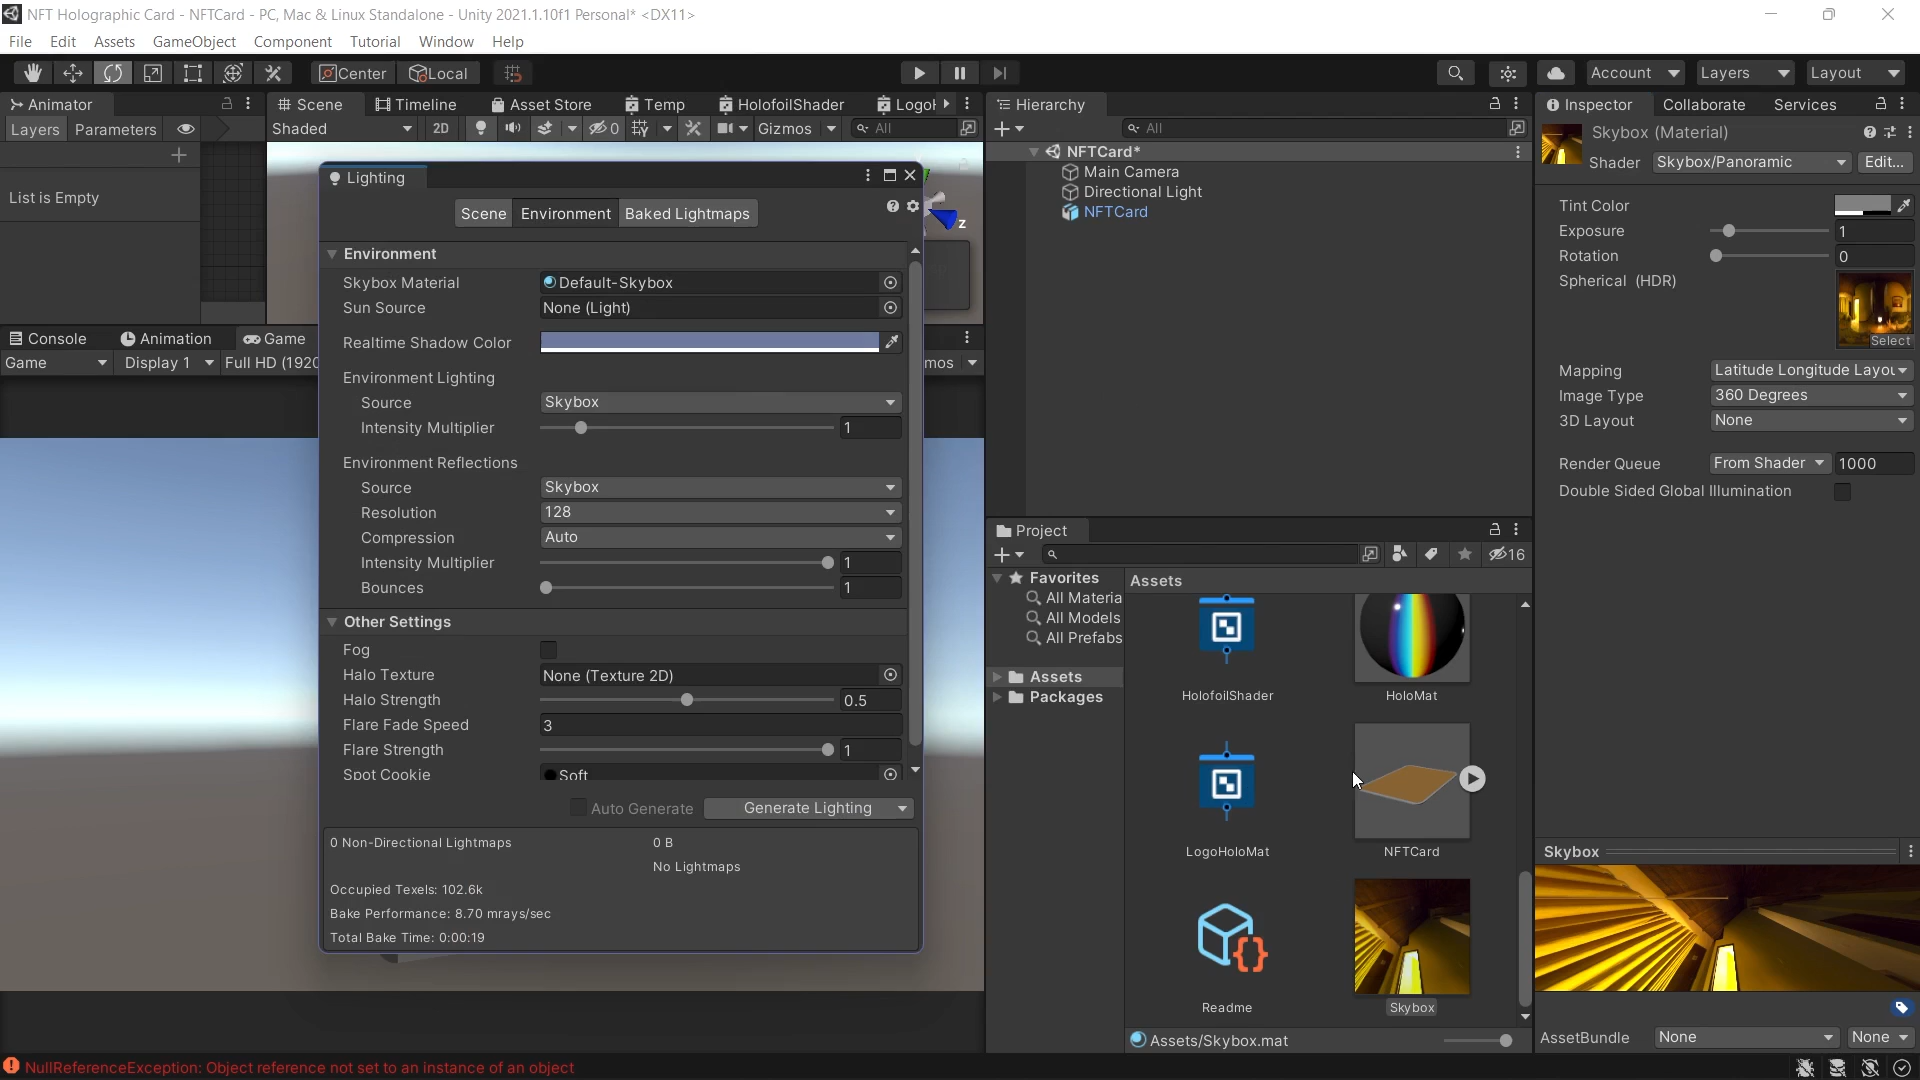 NFT Holographic Card - NFTCard - PC, Mac & Linux Standalone - Unity 2021.1.10f1 Personal* <DX11>
File Edit Assets GameObject Component Tutorial Window Help
Center Local Account Layers Layout
Animator
Layers Parameters
List is Empty
Scene Timeline Asset Store Temp HolofoilShader
Shaded 2D 0 Gizmos All
Console Animation Game
Game Display 1 Full HD (1920
Lighting
Scene Environment Baked Lightmaps
Environment
Skybox Material Default-Skybox
Sun Source None (Light)
Realtime Shadow Color
Environment Lighting
Source Skybox
Intensity Multiplier 1
Environment Reflections
Source Skybox
Resolution 128
Compression Auto
Intensity Multiplier 1
Bounces 1
Other Settings
Fog
Halo Texture None (Texture 2D)
Halo Strength 0.5
Flare Fade Speed 3
Flare Strength 1
Spot Cookie Soft
Auto Generate Generate Lighting
0 Non-Directional Lightmaps 0 B
No Lightmaps
Occupied Texels: 102.6k
Bake Performance: 8.70 mrays/sec
Total Bake Time: 0:00:19
z
mos
Hierarchy
All
NFTCard*
Main Camera
Directional Light
NFTCard
Project
16
Favorites
All Materia
All Models
All Prefabs
Assets
Packages
Assets
HolofoilShader HoloMat
LogoHoloMat NFTCard
Readme Skybox
Assets/Skybox.mat
Inspector Collaborate Services
Skybox (Material)
Shader Skybox/Panoramic Edit...
Tint Color
Exposure 1
Rotation 0
Spherical (HDR)
Select
Mapping Latitude Longitude Layou
Image Type 360 Degrees
3D Layout None
Render Queue From Shader 1000
Double Sided Global Illumination
Skybox
AssetBundle None None
NullReferenceException: Object reference not set to an instance of an object